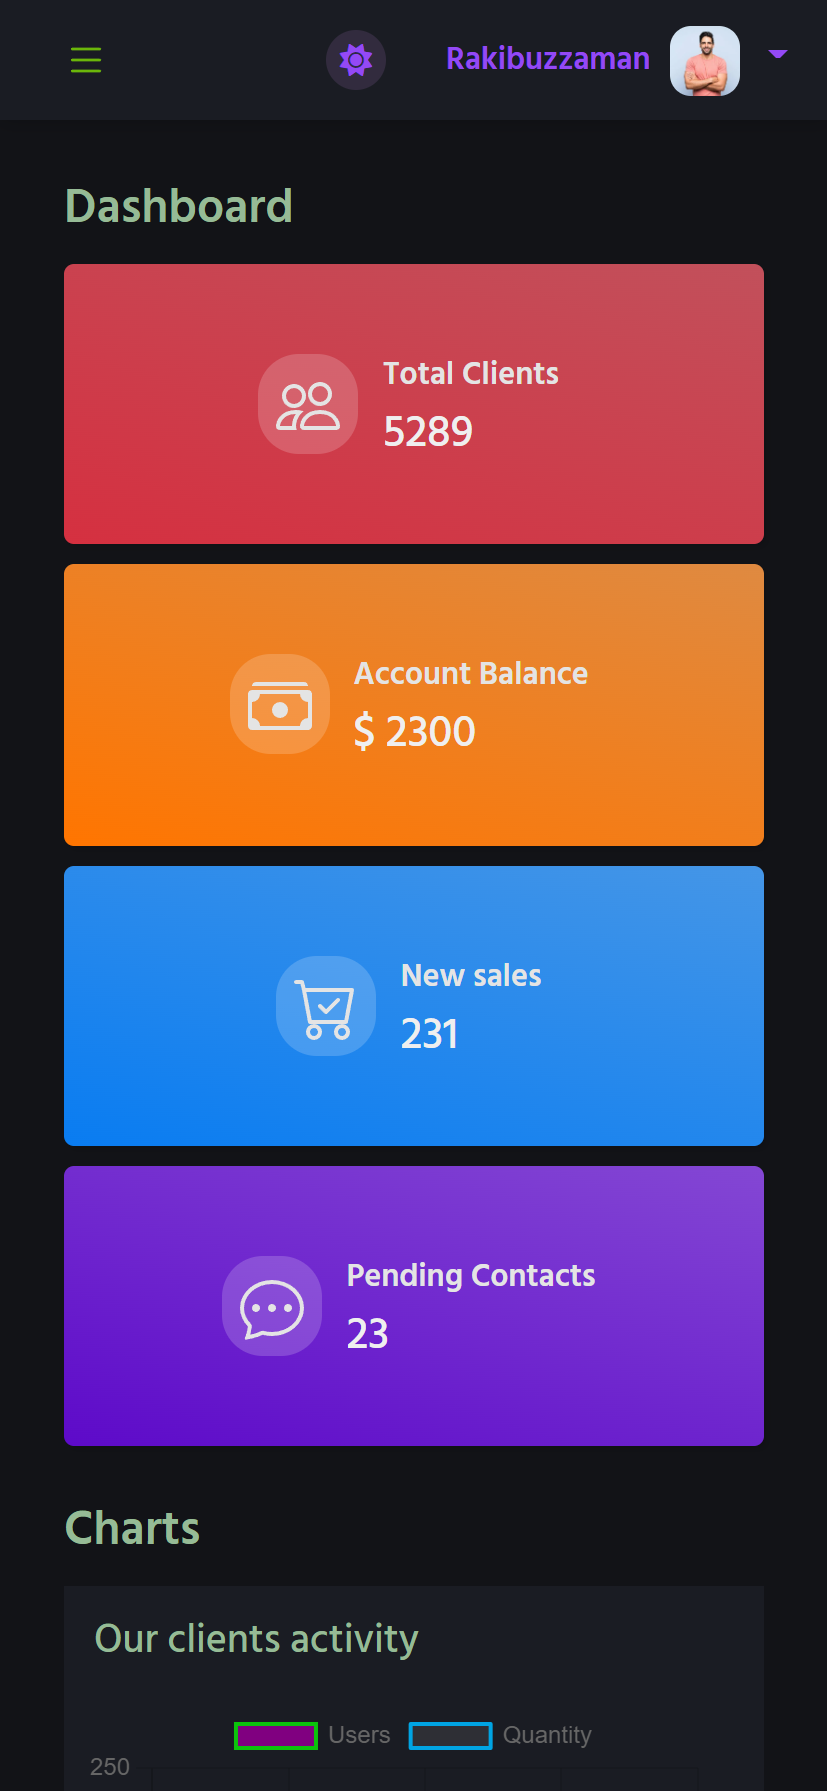 Rakibuzzaman
Dashboard
Total Clients
5289
Account Balance
$ 2300
New sales
231
Pending Contacts
23
Charts
Our clients activity
Users Quantity
250